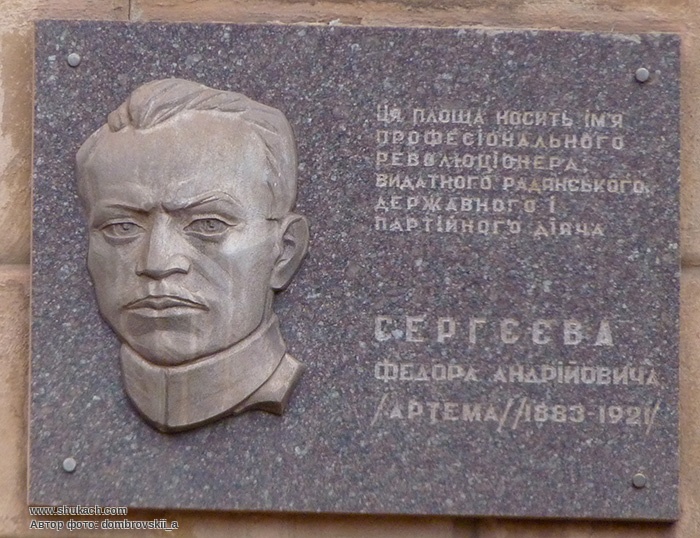 ЦЯ ПЛОЩА НОСИТЬ ІМ'Я
ПРОФЕСІОНАЛЬНОГО
РЕВОЛЮЦІОНЕРА,
ВИДАТНОГО РАДЯНСЬКОГО
ДЕРЖАВНОГО І
ПАРТІЙНОГО ДІЯЧА
СЕРГЄЄВА
ФЕДОРА АНДРІЙОВИЧА
/АРТЕМА//1883-1921/
www.shukach.com
Автор фото: dombrovskii_a